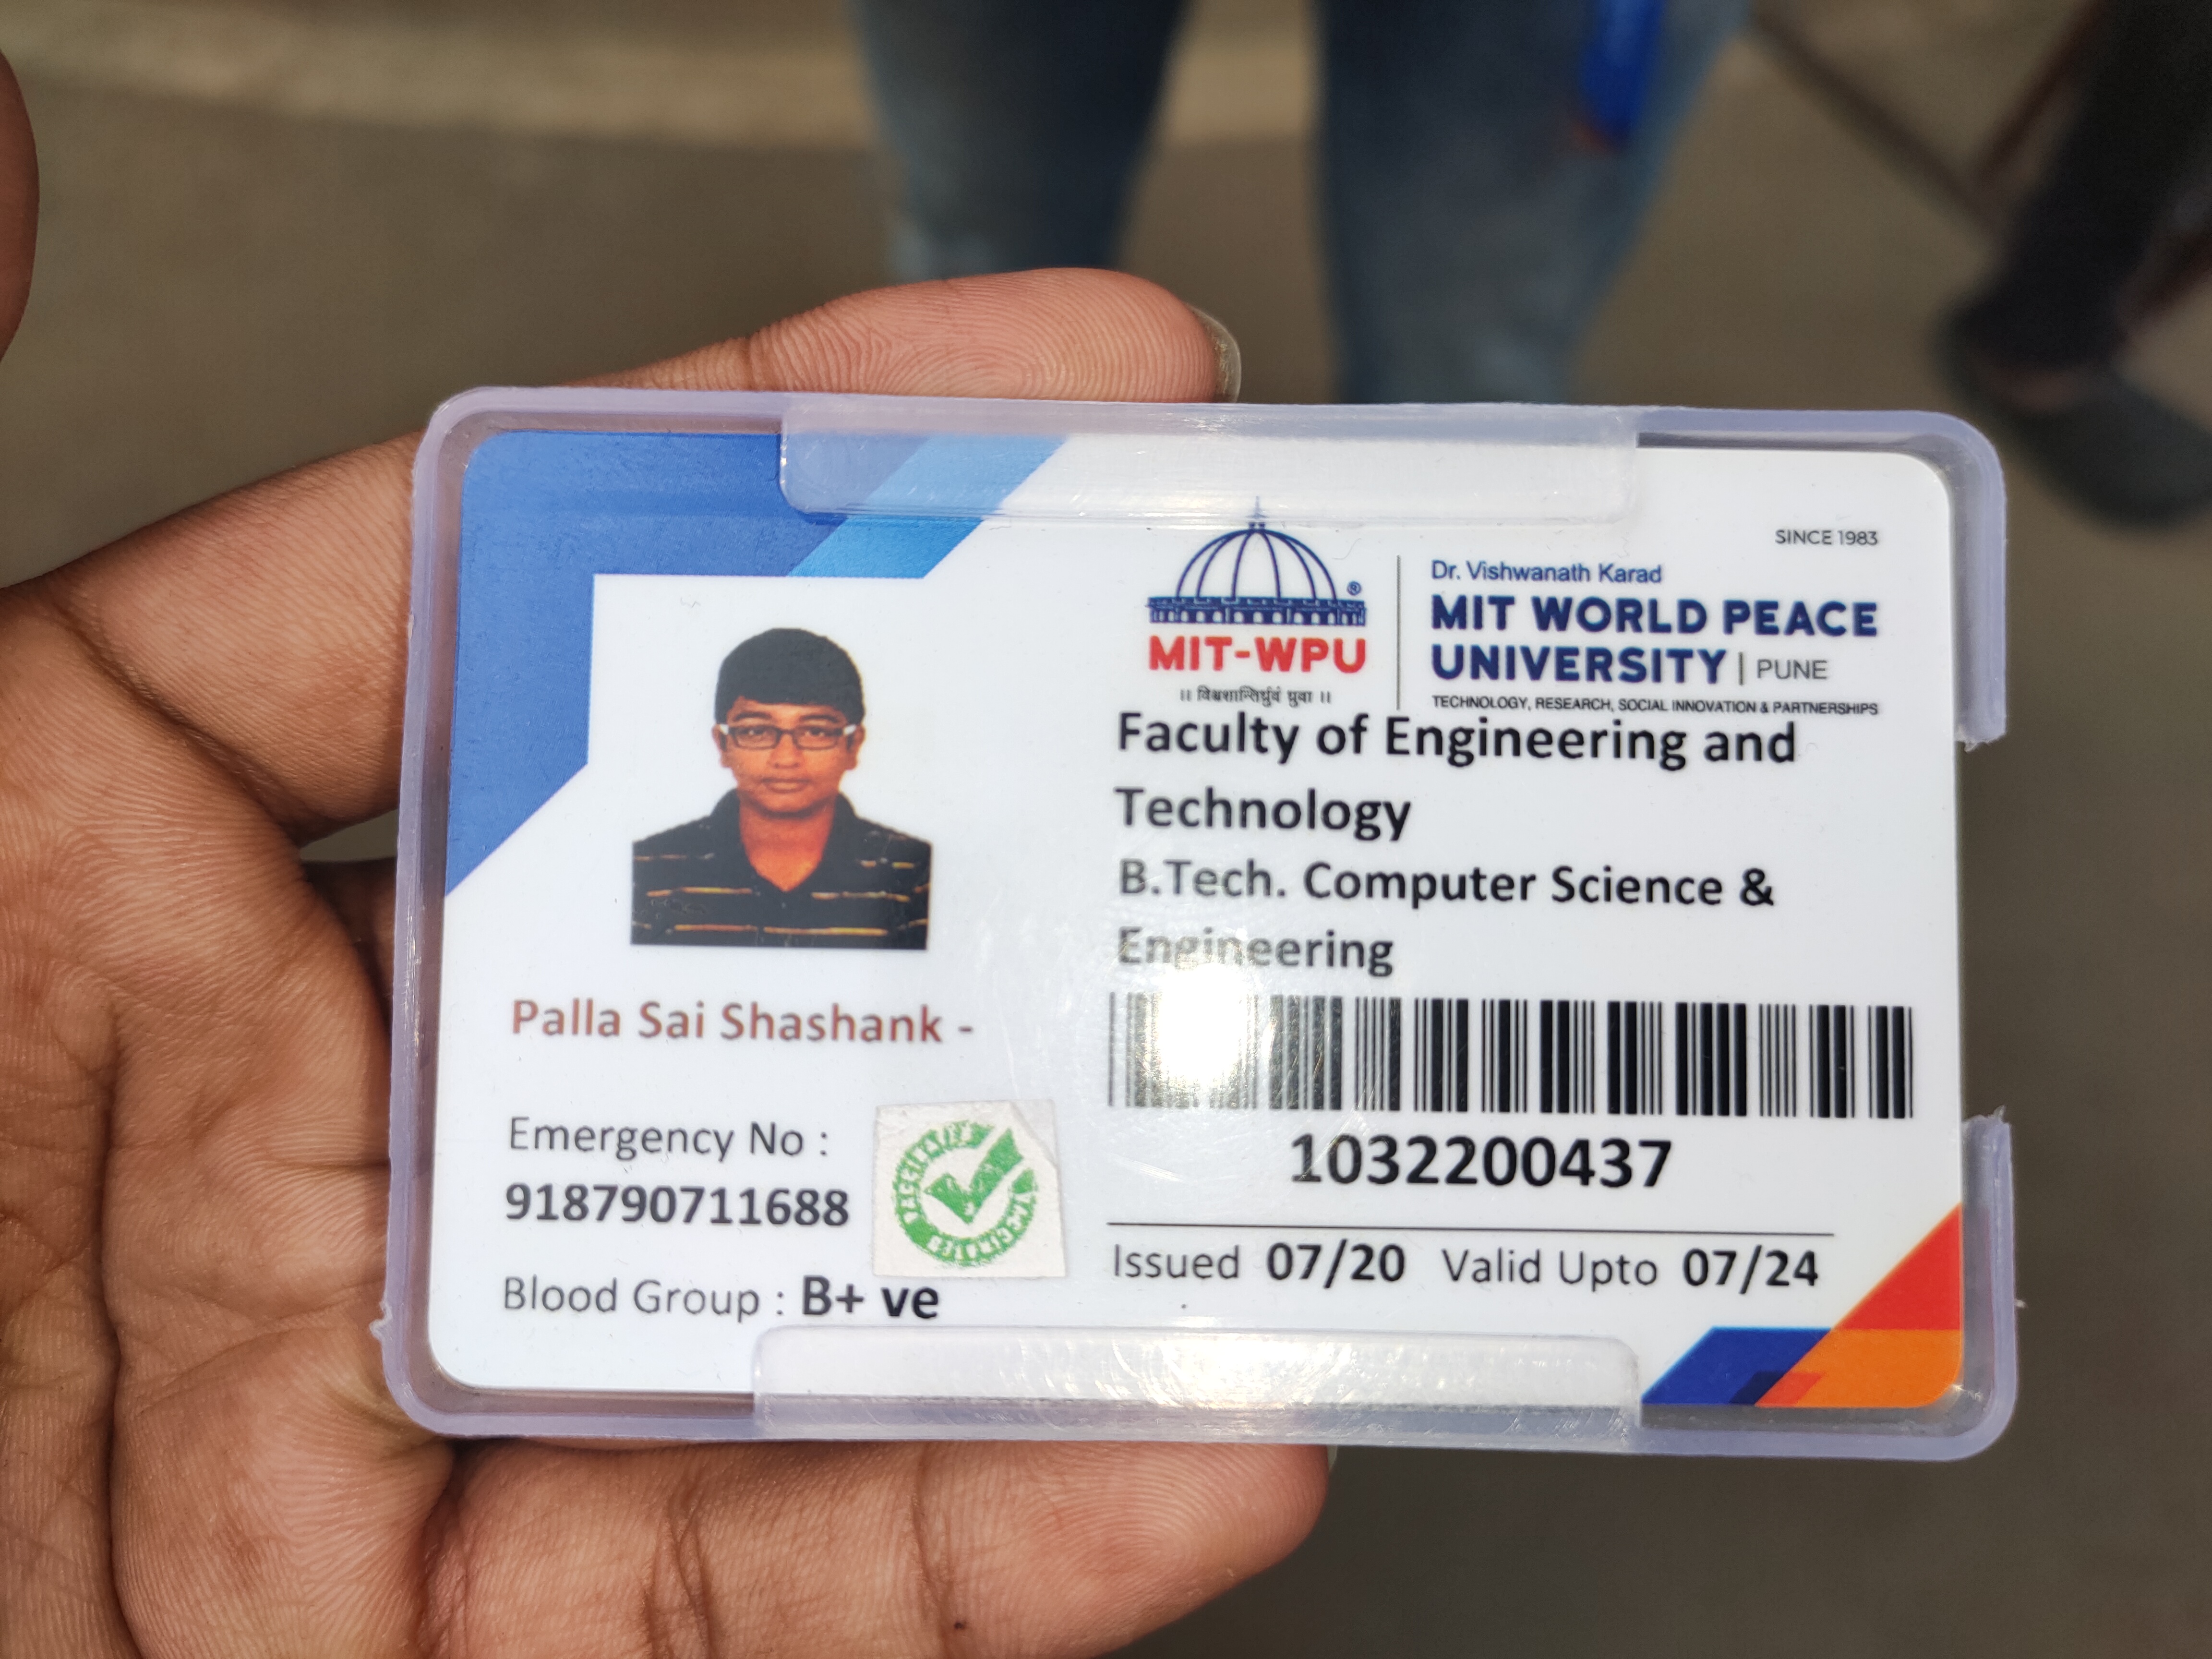 SINCE 1983
Dr. Vishwanath Karad
MIT WORLD PEACE
UNIVERSITY | PUNE
TECHNOLOGY, RESEARCH, SOCIAL INNOVATION & PARTNERSHIPS
MIT-WPU
®
॥ विश्वशान्तिर्ध्रुवं ध्रुवा ॥
Faculty of Engineering and
Technology
B.Tech. Computer Science &
Engineering
1032200437
Issued 07/20 Valid Upto 07/24
Palla Sai Shashank -
Emergency No :
918790711688
Blood Group : B+ ve